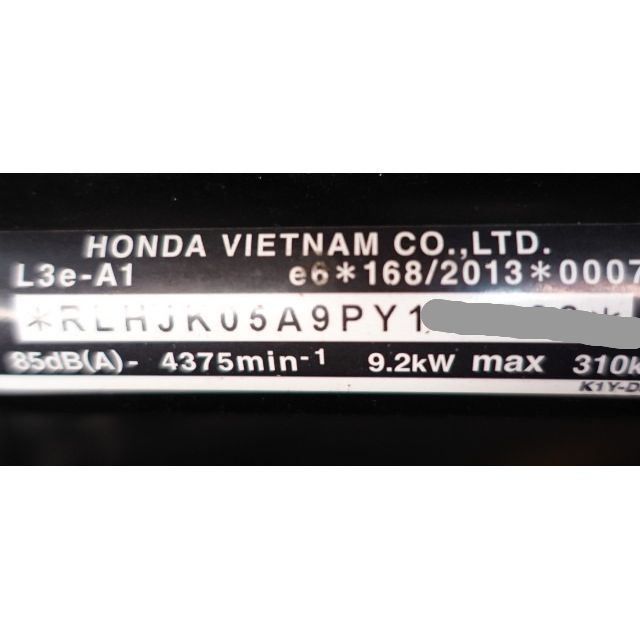 HONDA VIETNAM CO.,LTD.
L3e-A1 e6*168/2013*0007
*RLHJK05A9PY1
85dB(A)- 4375min-1 9.2kW max 310k
K1Y-D